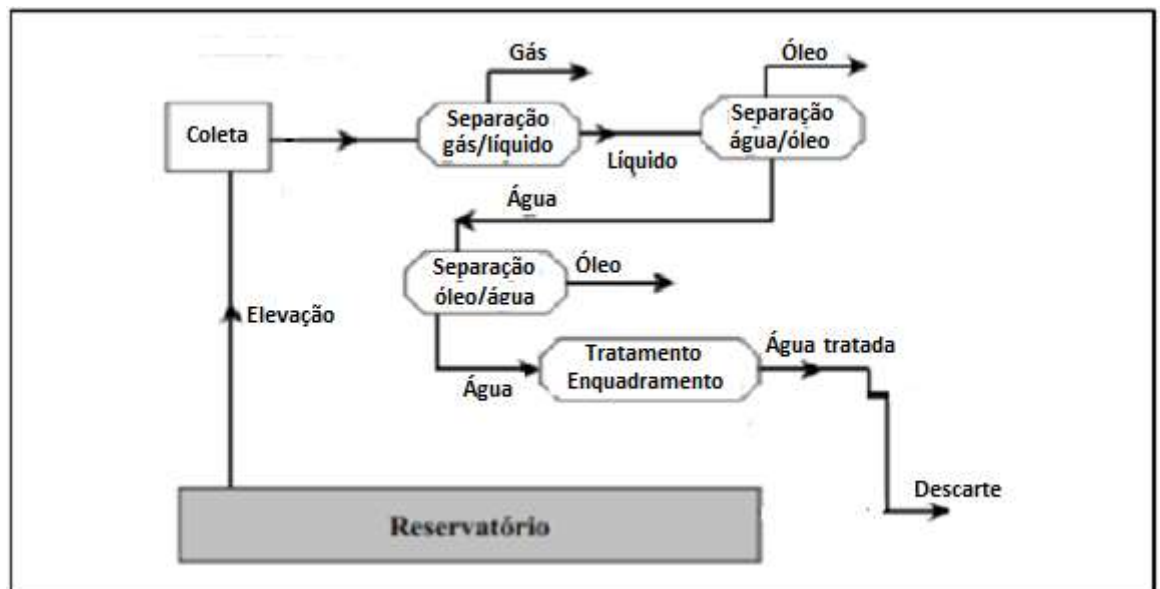 Gás
Óleo
Coleta
Separação
gás/líquido
Separação
água/óleo
Líquido
Água
Separação
óleo/água
Óleo
Elevação
Tratamento
Enquadramento
Água tratada
Água
Descarte
Reservatório